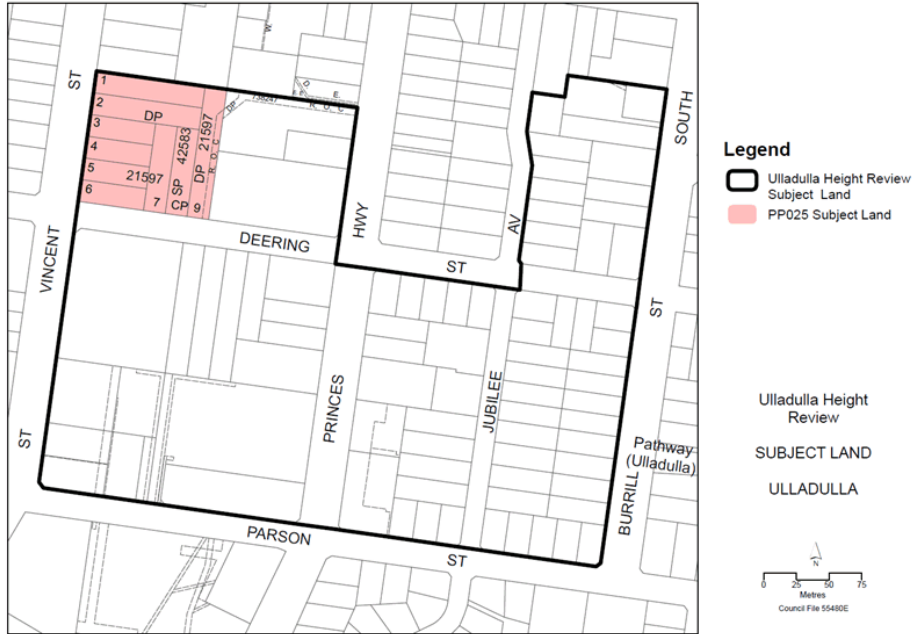 W.
ST
1
2
DP
3
4
5
6
21597
7
SP 42583
CP
DP 21597
9
R O C
DP
738247
D
E.
R. O. C
SOUTH
HWY
AV
DEERING
ST
VINCENT
ST
ST
PRINCES
JUBILEE
Pathway
(Ulladulla)
BURRILL
PARSON
ST
Legend
Ulladulla Height Review
Subject Land
PP025 Subject Land
Ulladulla Height
Review
SUBJECT LAND
ULLADULLA
N
0 25 50 75
Metres
Council File 55480E